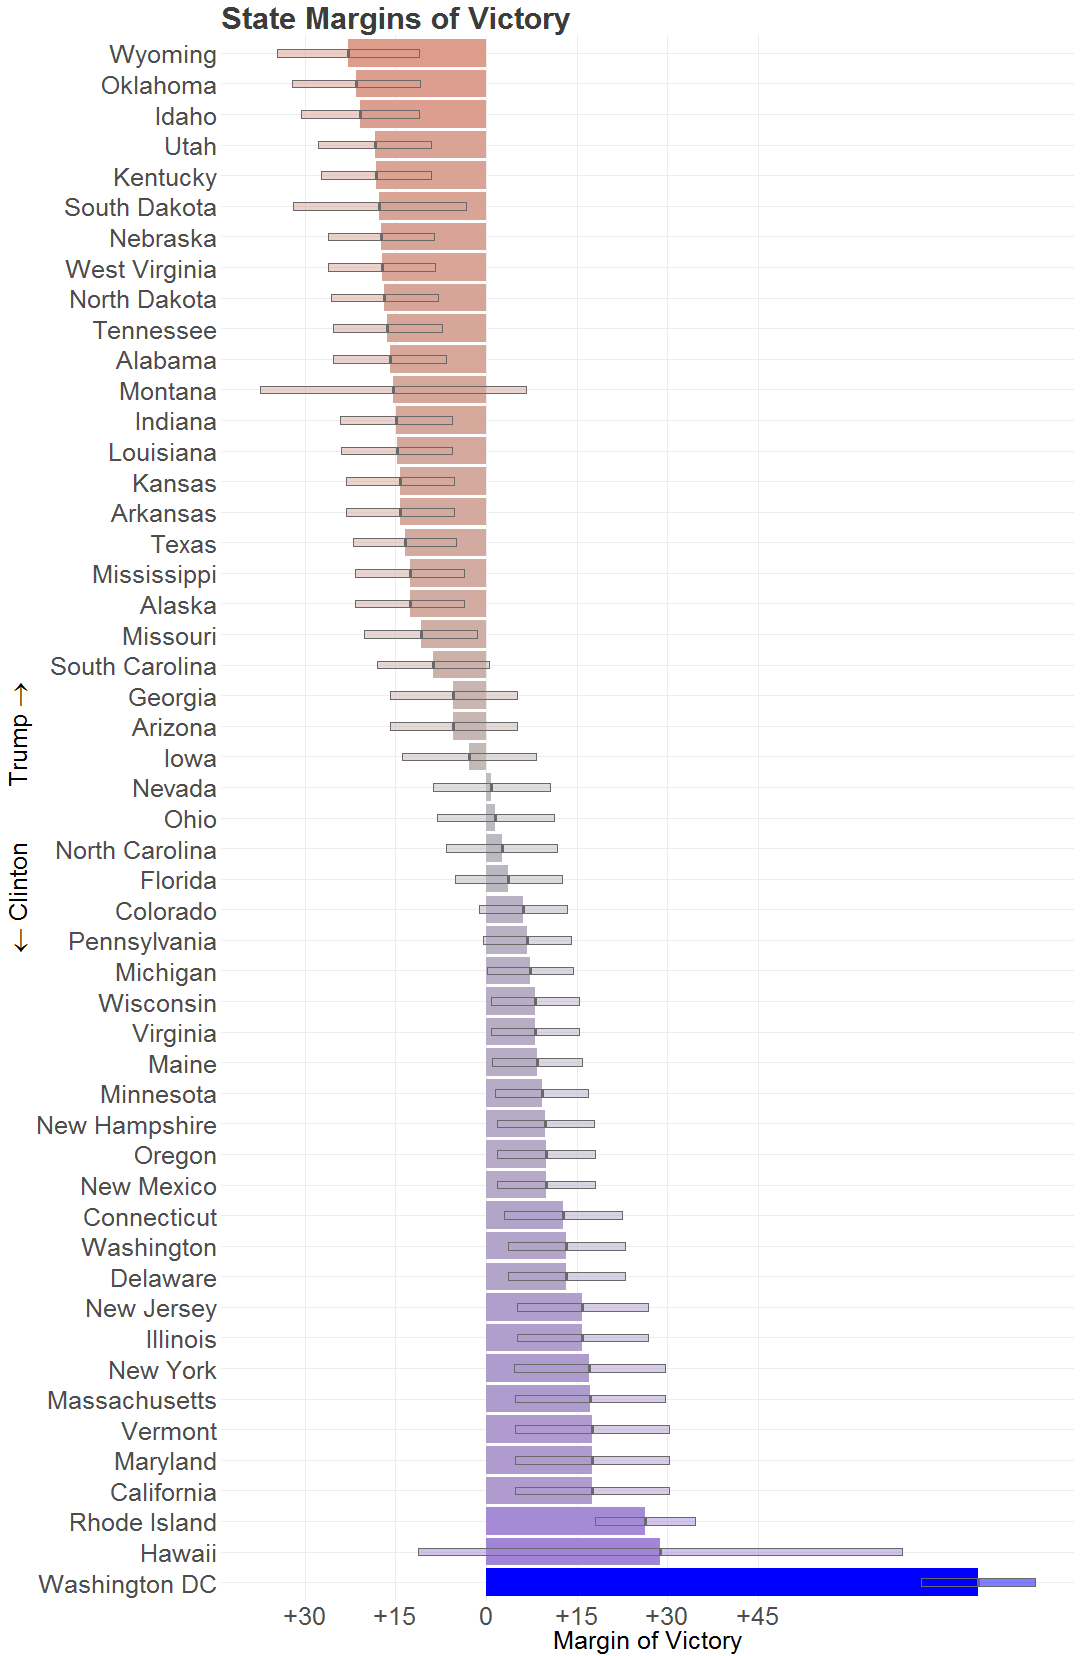 State Margins of Victory
Wyoming
Oklahoma
Idaho
Utah
Kentucky
South Dakota
Nebraska
West Virginia
North Dakota
Tennessee
Alabama
Montana
Indiana
Louisiana
Kansas
Arkansas
Texas
Mississippi
Alaska
Missouri
South Carolina
Georgia
Arizona
Iowa
Nevada
Ohio
North Carolina
Florida
Colorado
Pennsylvania
Michigan
Wisconsin
Virginia
Maine
Minnesota
New Hampshire
Oregon
New Mexico
Connecticut
Washington
Delaware
New Jersey
Illinois
New York
Massachusetts
Vermont
Maryland
California
Rhode Island
Hawaii
Washington DC
← Clinton Trump →
+30 +15 0 +15 +30 +45
Margin of Victory